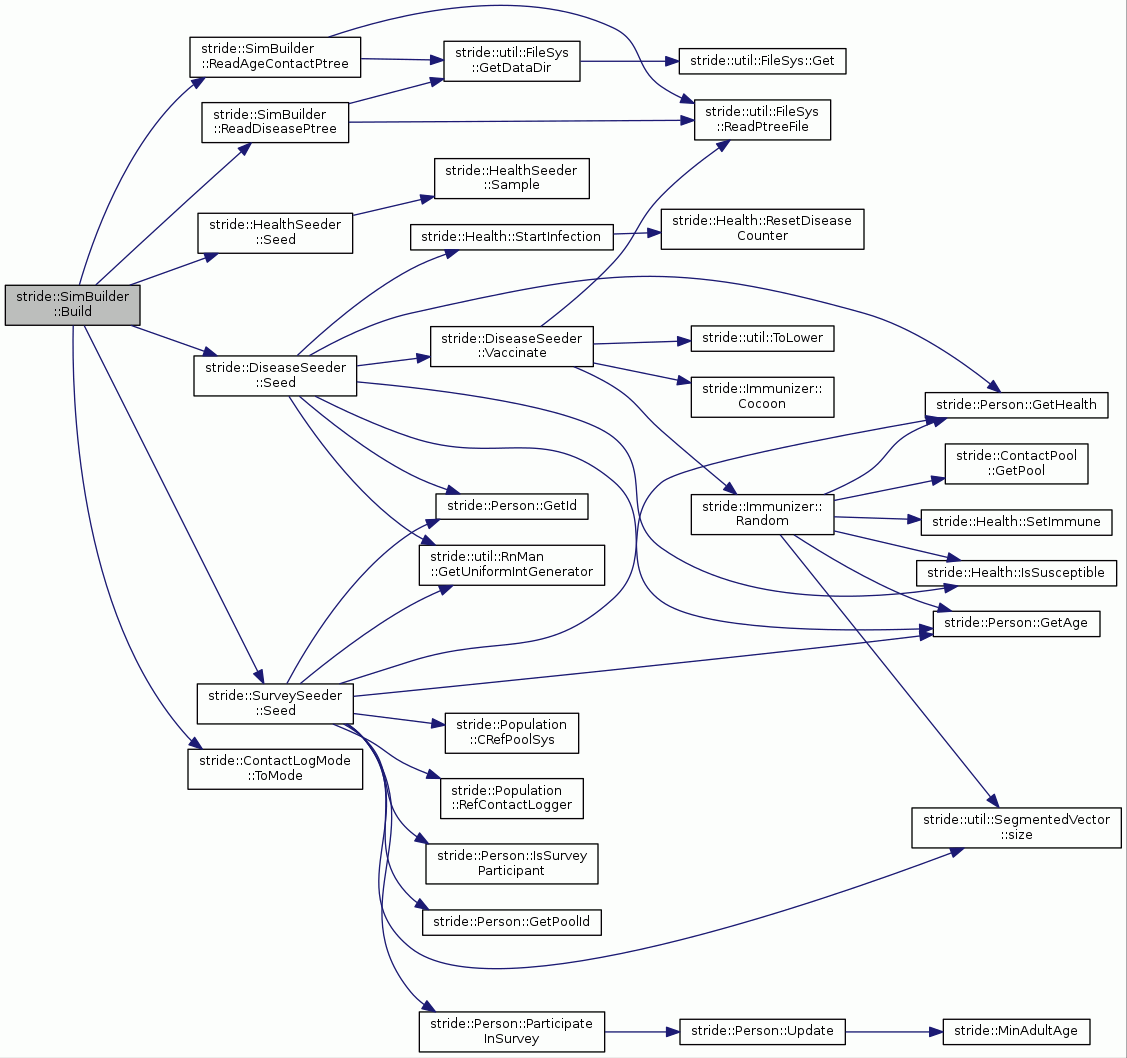 stride::SimBuilder
::Build
stride::SimBuilder
::ReadAgeContactPtree
stride::SimBuilder
::ReadDiseasePtree
stride::HealthSeeder
::Seed
stride::DiseaseSeeder
::Seed
stride::SurveySeeder
::Seed
stride::ContactLogMode
::ToMode
stride::util::FileSys
::GetDataDir
stride::HealthSeeder
::Sample
stride::Health::StartInfection
stride::DiseaseSeeder
::Vaccinate
stride::Person::GetId
stride::util::RnMan
::GetUniformIntGenerator
stride::Population
::CRefPoolSys
stride::Population
::RefContactLogger
stride::Person::IsSurvey
Participant
stride::Person::GetPoolId
stride::Person::Participate
InSurvey
stride::util::FileSys::Get
stride::util::FileSys
::ReadPtreeFile
stride::Health::ResetDisease
Counter
stride::util::ToLower
stride::Immunizer::
Cocoon
stride::Immunizer::
Random
stride::Person::Update
stride::Person::GetHealth
stride::ContactPool
::GetPool
stride::Health::SetImmune
stride::Health::IsSusceptible
stride::Person::GetAge
stride::util::SegmentedVector
::size
stride::MinAdultAge